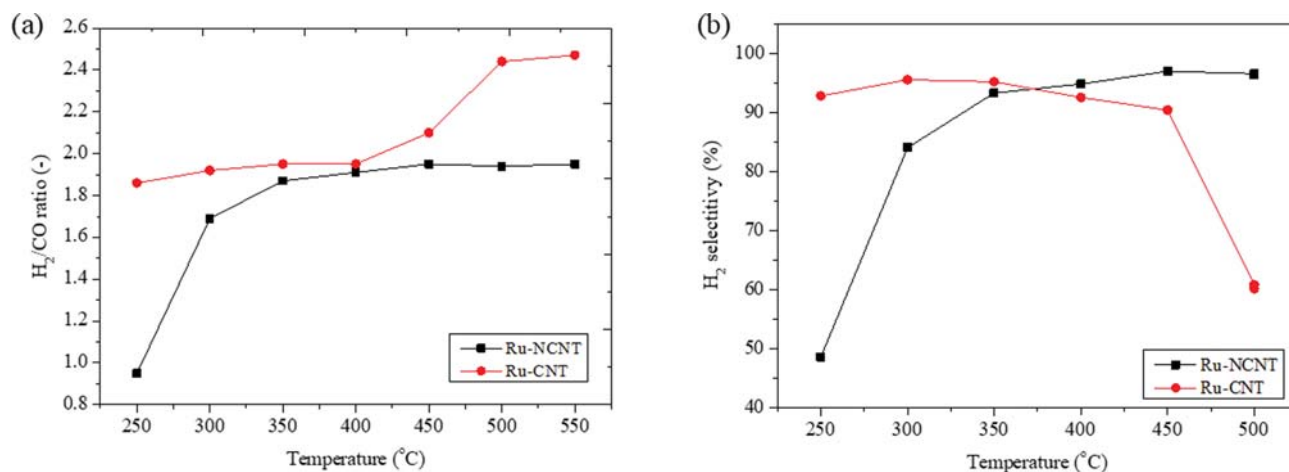 (a)
2.6
2.4
2.2
2.0
1.8
1.6
1.4
1.2
1.0
0.8
H₂/CO ratio (-)
Ru-NCNT
Ru-CNT
250 300 350 400 450 500 550
Temperature (°C)
(b)
100
90
80
70
60
50
40
H₂ selectitivy (%)
Ru-NCNT
Ru-CNT
250 300 350 400 450 500
Temperature (°C)